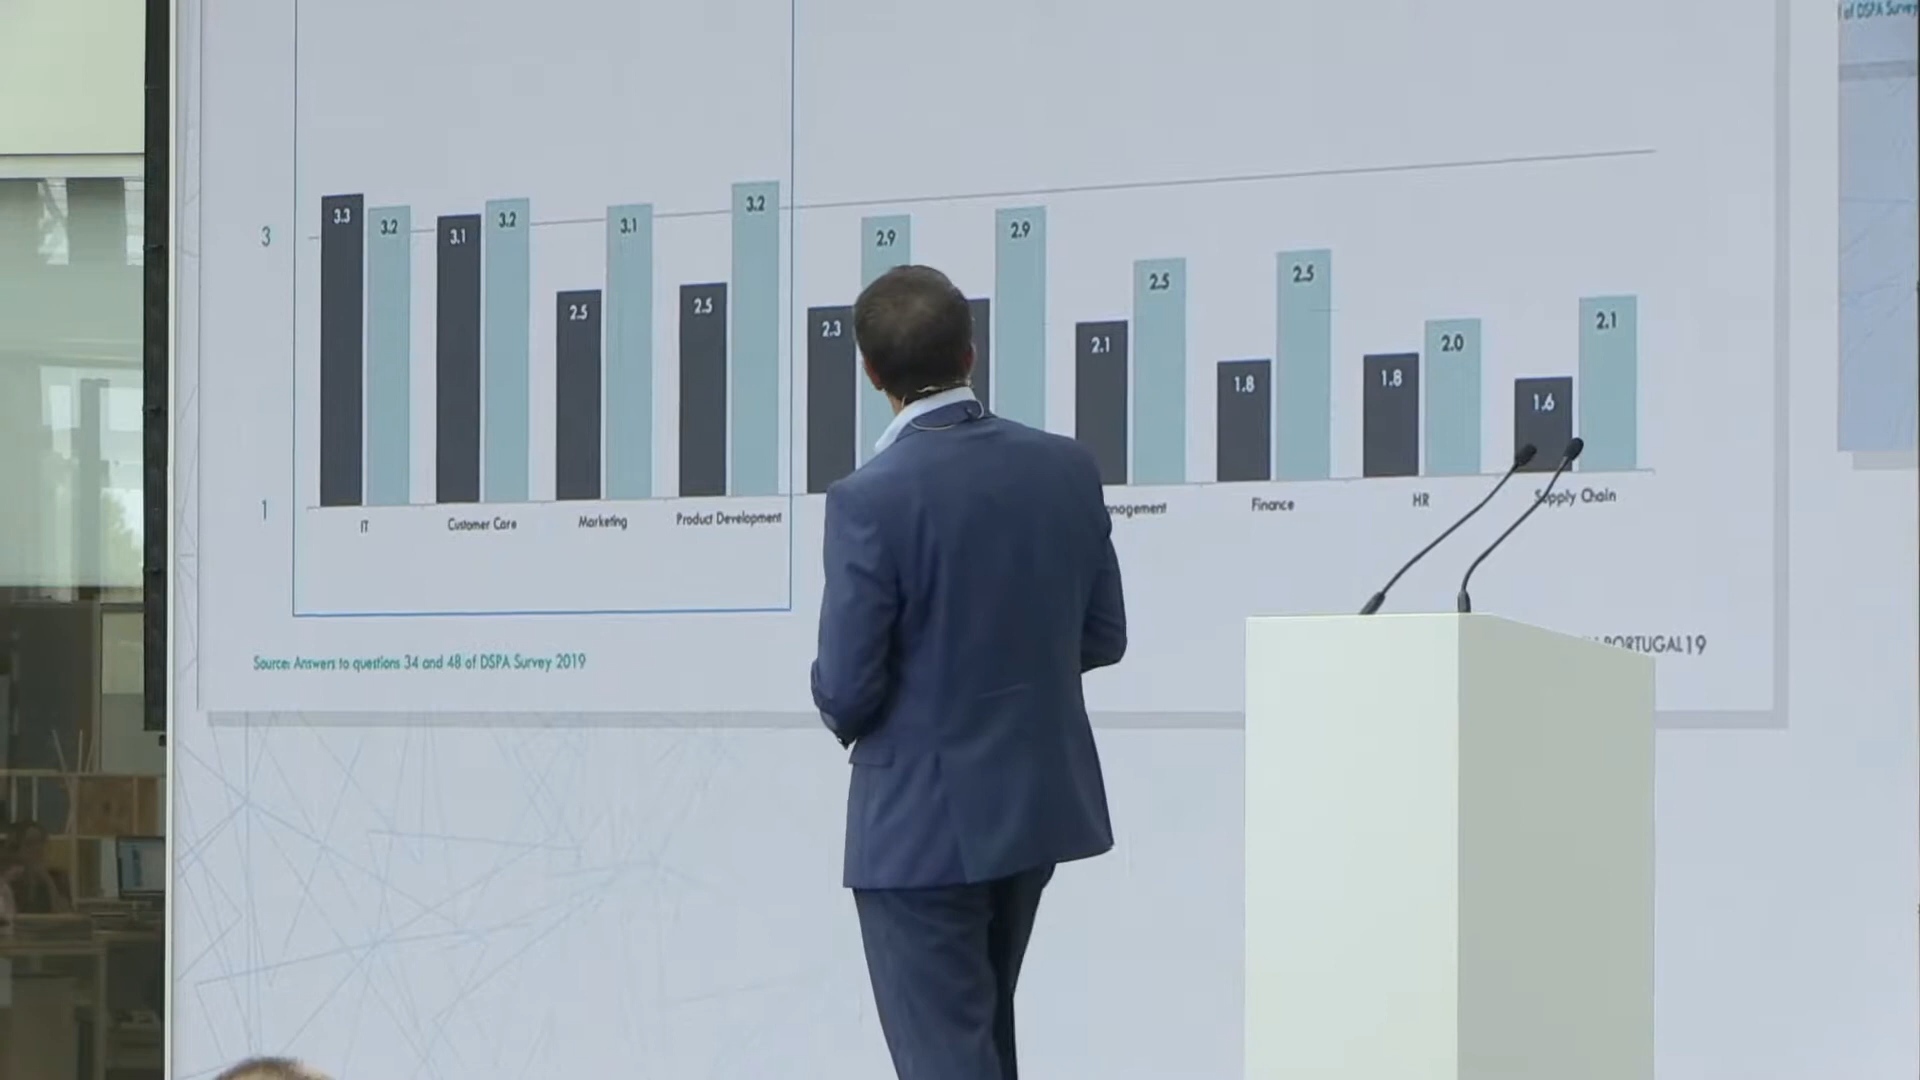 of DSPA Survey
3
3.3
3.2
3.1
3.2
2.5
3.1
2.5
3.2
2.3
2.9
2.9
2.1
2.5
1.8
2.5
1.8
2.0
1.6
2.1
1
IT
Customer Care
Marketing
Product Development
Finance
HR
Supply Chain
Source: Answers to questions 34 and 48 of DSPA Survey 2019
PORTUGAL19